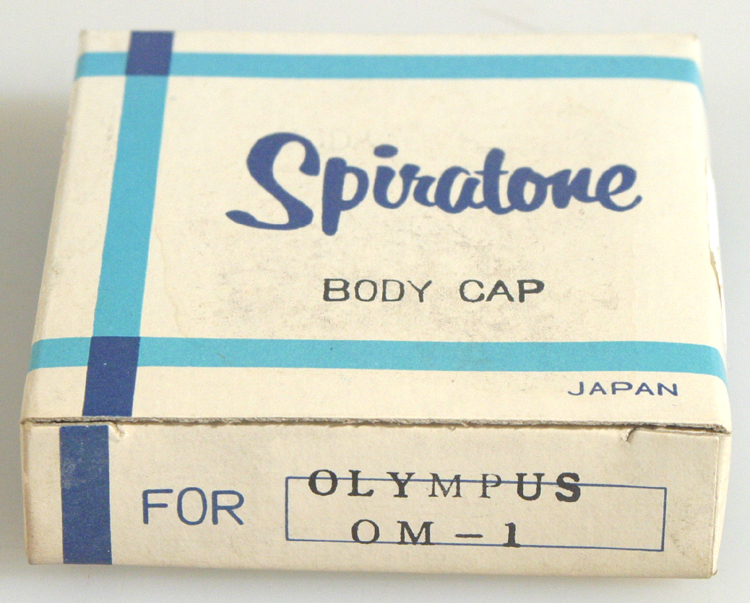 Spiratone
BODY CAP
JAPAN
FOR OLYMPUS
OM-1